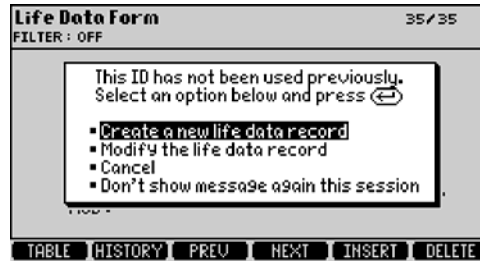 Life Data Form 35/35
FILTER: OFF
This ID has not been used previously.
Select an option below and press
▪ Create a new life data record
▪ Modify the life data record
▪ Cancel
▪ Don't show message again this session
TABLE HISTORY PREV NEXT INSERT DELETE